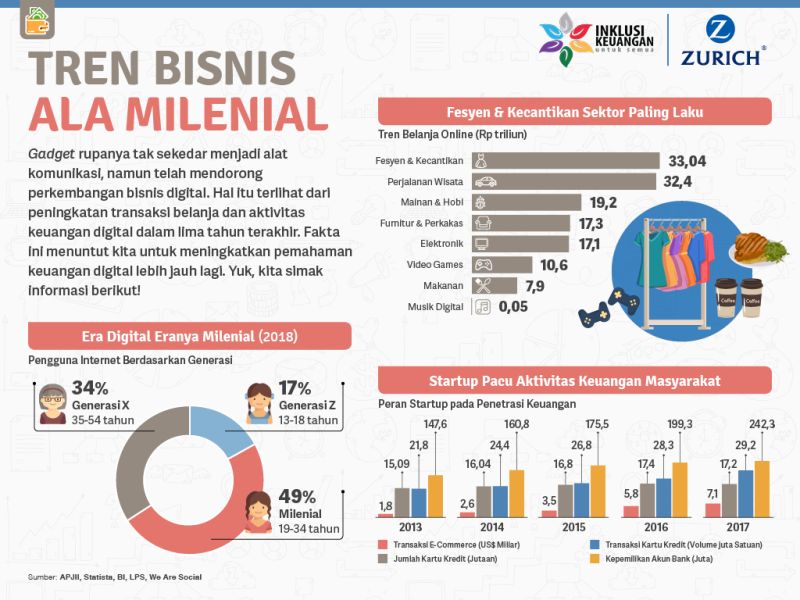 INKLUSI
KEUANGAN
untuk semua
ZURICH®
TREN BISNIS
ALA MILENIAL
Gadget rupanya tak sekedar menjadi alat
komunikasi, namun telah mendorong
perkembangan bisnis digital. Hal itu terlihat dari
peningkatan transaksi belanja dan aktivitas
keuangan digital dalam lima tahun terakhir. Fakta
ini menuntut kita untuk meningkatkan pemahaman
keuangan digital lebih jauh lagi. Yuk, kita simak
informasi berikut!
Era Digital Eranya Milenial (2018)
Pengguna Internet Berdasarkan Generasi
34%
Generasi X
35-54 tahun
17%
Generasi Z
13-18 tahun
49%
Milenial
19-34 tahun
Fesyen & Kecantikan Sektor Paling Laku
Tren Belanja Online (Rp triliun)
Fesyen & Kecantikan 33,04
Perjalanan Wisata 32,4
Mainan & Hobi 19,2
Furnitur & Perkakas 17,3
Elektronik 17,1
Video Games 10,6
Makanan 7,9
Musik Digital 0,05
Coffee Coffee
Startup Pacu Aktivitas Keuangan Masyarakat
Peran Startup pada Penetrasi Keuangan
1,8 15,09 21,8 147,6
2013
2,6 16,04 24,4 160,8
2014
3,5 16,8 26,8 175,5
2015
5,8 17,4 28,3 199,3
2016
7,1 17,2 29,2 242,3
2017
Transaksi E-Commerce (US$ Miliar)
Transaksi Kartu Kredit (Volume juta Satuan)
Jumlah Kartu Kredit (Jutaan)
Kepemilikan Akun Bank (Juta)
Sumber: APJII, Statista, BI, LPS, We Are Social